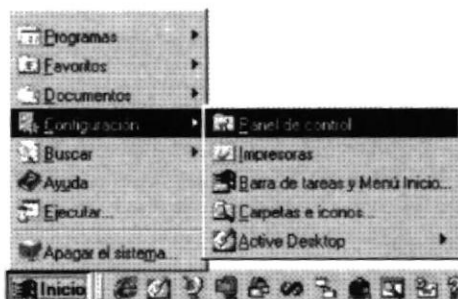 Programas
Favoritos
Documentos
Configuración
Buscar
Ayuda
Ejecutar...
Apagar el sistema...
Panel de control
Impresoras
Barra de tareas y Menú Inicio...
Carpetas e iconos...
Active Desktop
Inicio